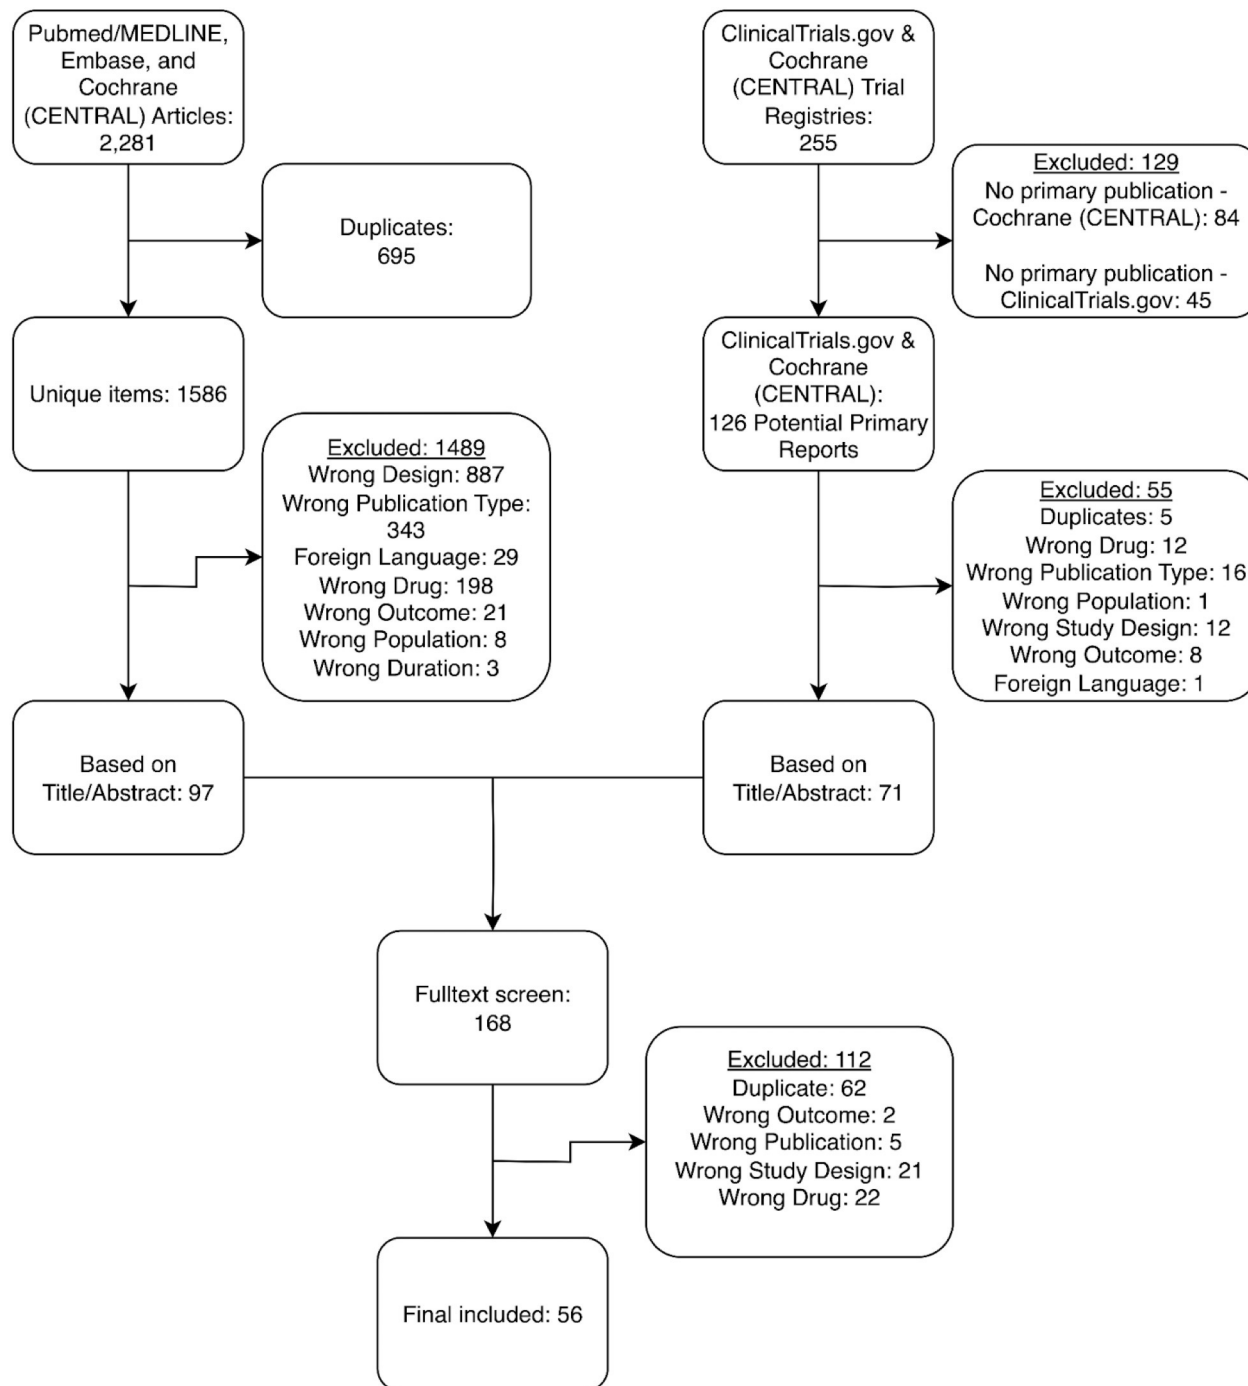 Pubmed/MEDLINE,
Embase, and
Cochrane
(CENTRAL) Articles:
2,281
Duplicates:
695
Unique items: 1586
Excluded: 1489
Wrong Design: 887
Wrong Publication Type:
343
Foreign Language: 29
Wrong Drug: 198
Wrong Outcome: 21
Wrong Population: 8
Wrong Duration: 3
Based on
Title/Abstract: 97
ClinicalTrials.gov &
Cochrane
(CENTRAL) Trial
Registries:
255
Excluded: 129
No primary publication -
Cochrane (CENTRAL): 84
No primary publication -
ClinicalTrials.gov: 45
ClinicalTrials.gov &
Cochrane
(CENTRAL):
126 Potential Primary
Reports
Excluded: 55
Duplicates: 5
Wrong Drug: 12
Wrong Publication Type: 16
Wrong Population: 1
Wrong Study Design: 12
Wrong Outcome: 8
Foreign Language: 1
Based on
Title/Abstract: 71
Fulltext screen:
168
Excluded: 112
Duplicate: 62
Wrong Outcome: 2
Wrong Publication: 5
Wrong Study Design: 21
Wrong Drug: 22
Final included: 56